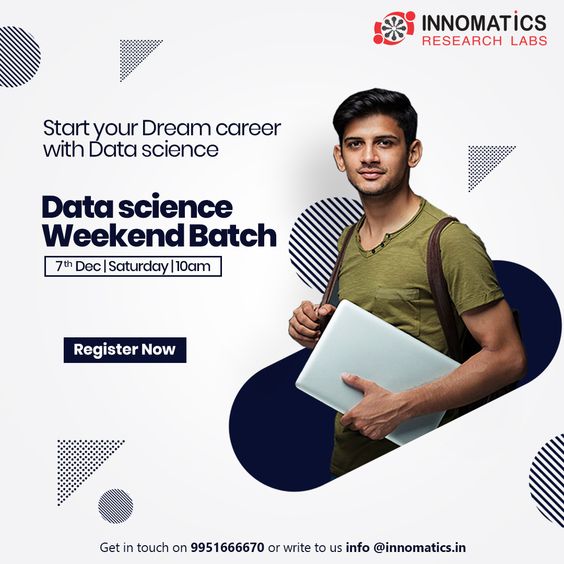 INNOMATICS
RESEARCH LABS
Start your Dream career
with Data science
Data science
Weekend Batch
7th Dec | Saturday | 10am
Register Now
Get in touch on 9951666670 or write to us info @innomatics.in